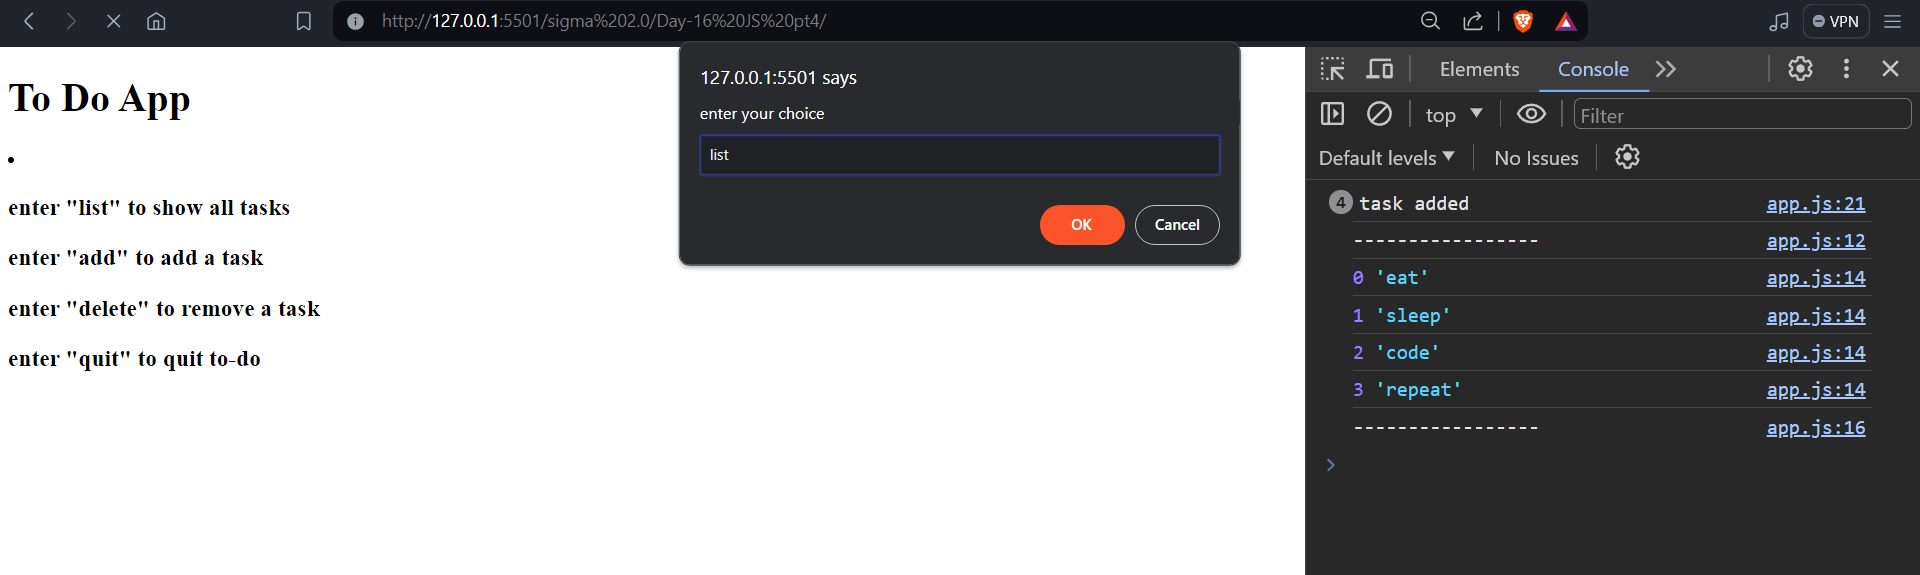 http://127.0.0.1:5501/sigma%202.0/Day-16%20JS%20pt4/
VPN
To Do App
enter "list" to show all tasks
enter "add" to add a task
enter "delete" to remove a task
enter "quit" to quit to-do
127.0.0.1:5501 says
enter your choice
list
OK
Cancel
Elements
Console
top
Filter
Default levels
No Issues
4 task added app.js:21
----------------- app.js:12
0 'eat' app.js:14
1 'sleep' app.js:14
2 'code' app.js:14
3 'repeat' app.js:14
----------------- app.js:16